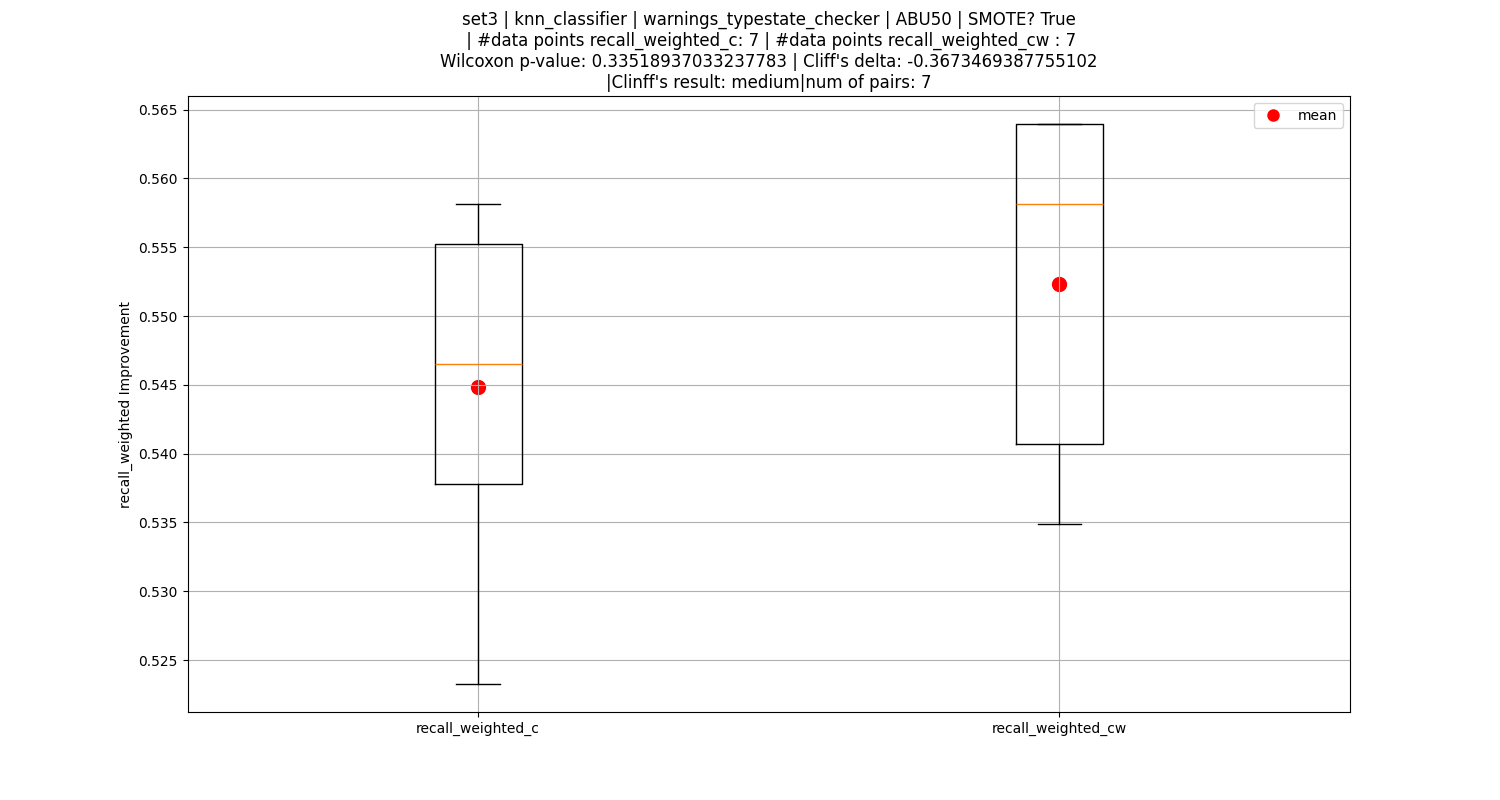 set3 | knn_classifier | warnings_typestate_checker | ABU50 | SMOTE? True
| #data points recall_weighted_c: 7 | #data points recall_weighted_cw : 7
Wilcoxon p-value: 0.33518937033237783 | Cliff's delta: -0.3673469387755102
|Clinff's result: medium|num of pairs: 7
mean
0.565
0.560
0.555
0.550
0.545
0.540
0.535
0.530
0.525
recall_weighted Improvement
recall_weighted_c
recall_weighted_cw